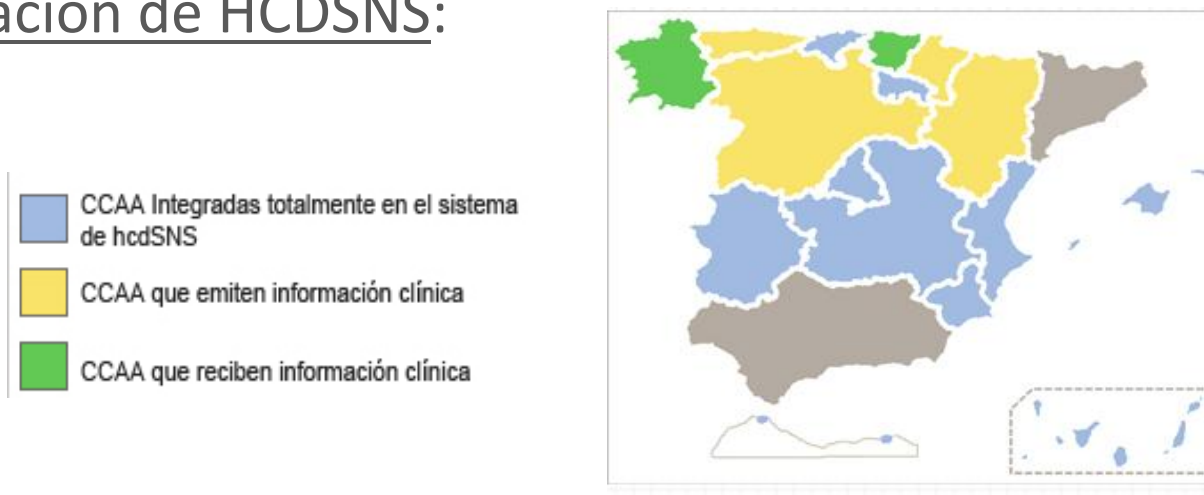 ación de HCDSNS:
CCAA Integradas totalmente en el sistema
de hcdSNS
CCAA que emiten información clínica
CCAA que reciben información clínica